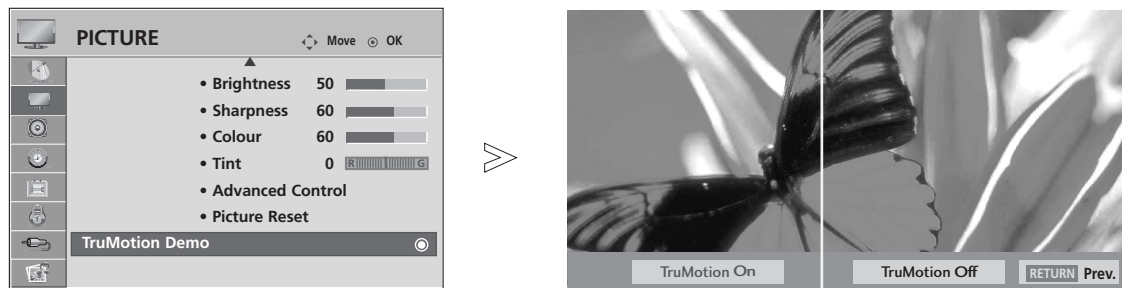 PICTURE
Move OK
• Brightness 50
• Sharpness 60
• Colour 60
• Tint 0 R G
• Advanced Control
• Picture Reset
TruMotion Demo
TruMotion On
TruMotion Off
RETURN Prev.